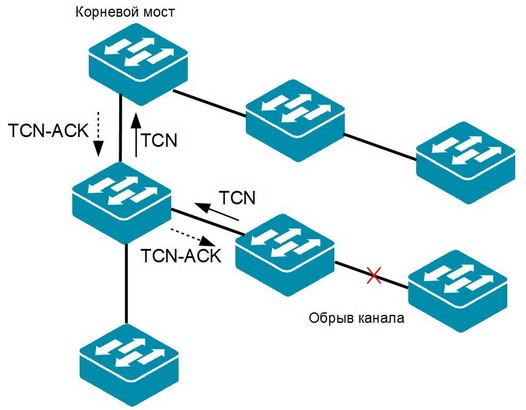 Корневой мост
TCN-ACK
TCN
TCN
TCN-ACK
Обрыв канала